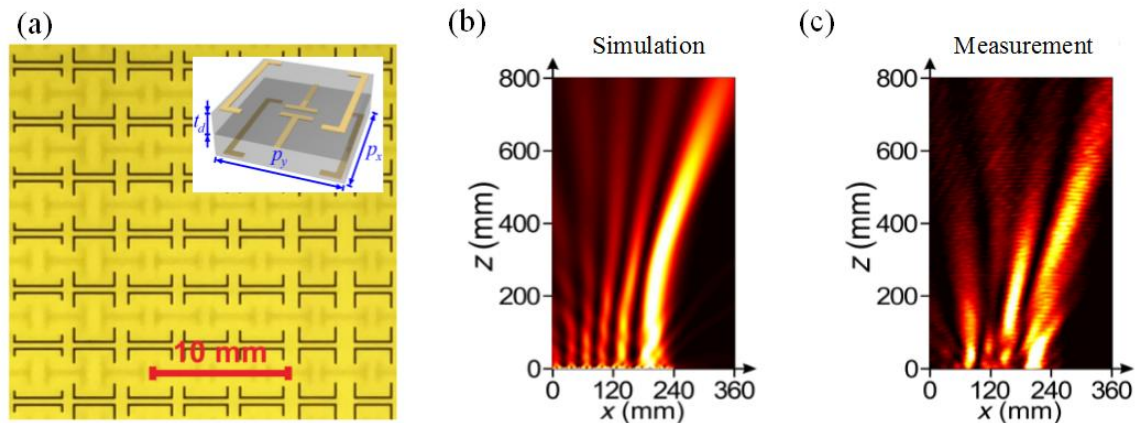 (a)
t_d
p_y
p_x
10 mm
(b)
Simulation
800
600
400
200
0
z (mm)
0 120 240 360
x (mm)
(c)
Measurement
800
600
400
200
0
z (mm)
0 120 240 360
x (mm)